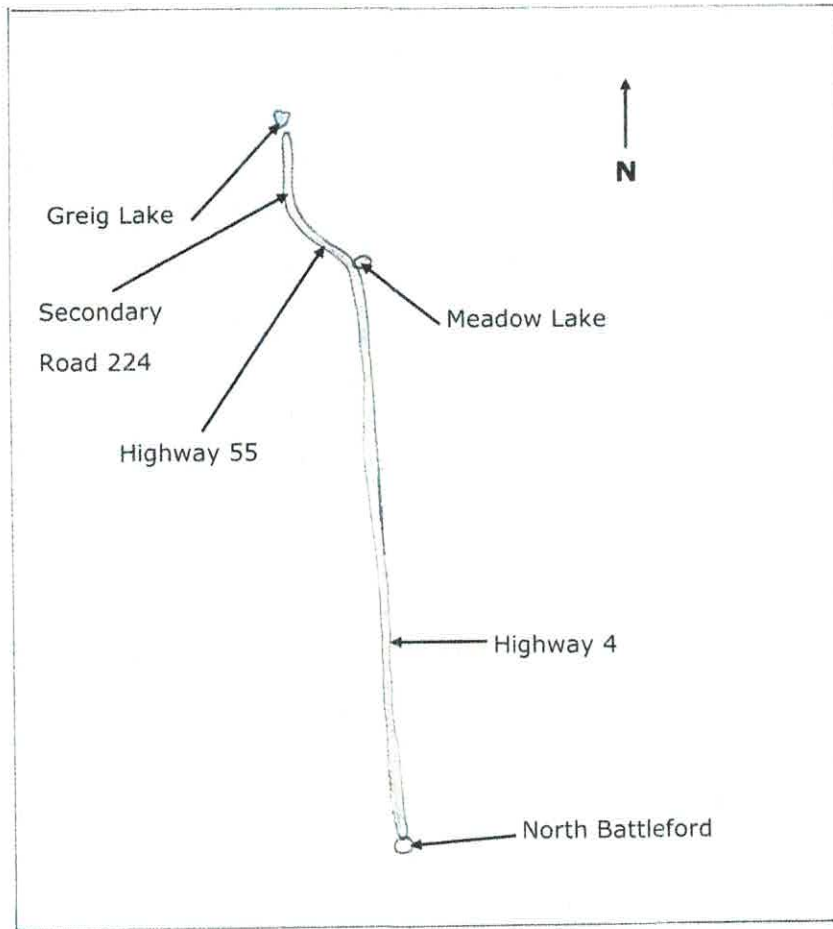 N
Greig Lake
Secondary
Road 224
Meadow Lake
Highway 55
Highway 4
North Battleford